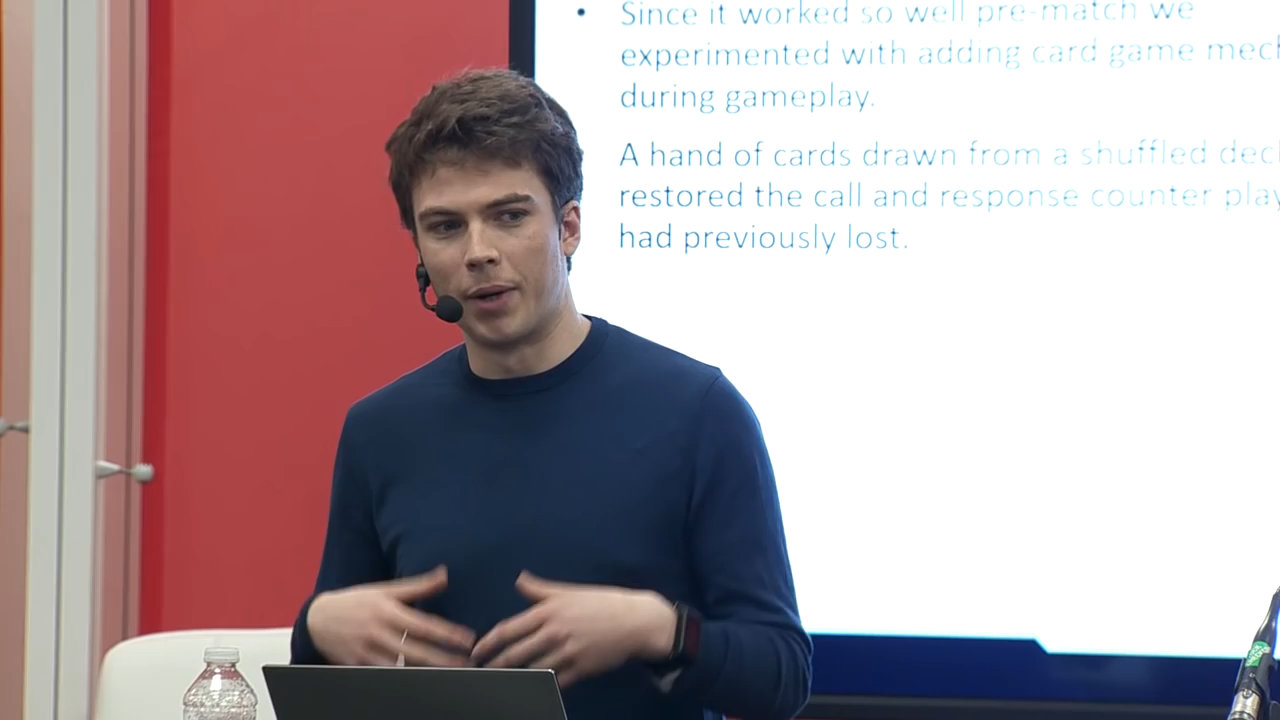 • Since it worked so well pre-match we
experimented with adding card game
during gameplay.
A hand of cards drawn from a shuffled
restored the call and response counter
had previously lost.